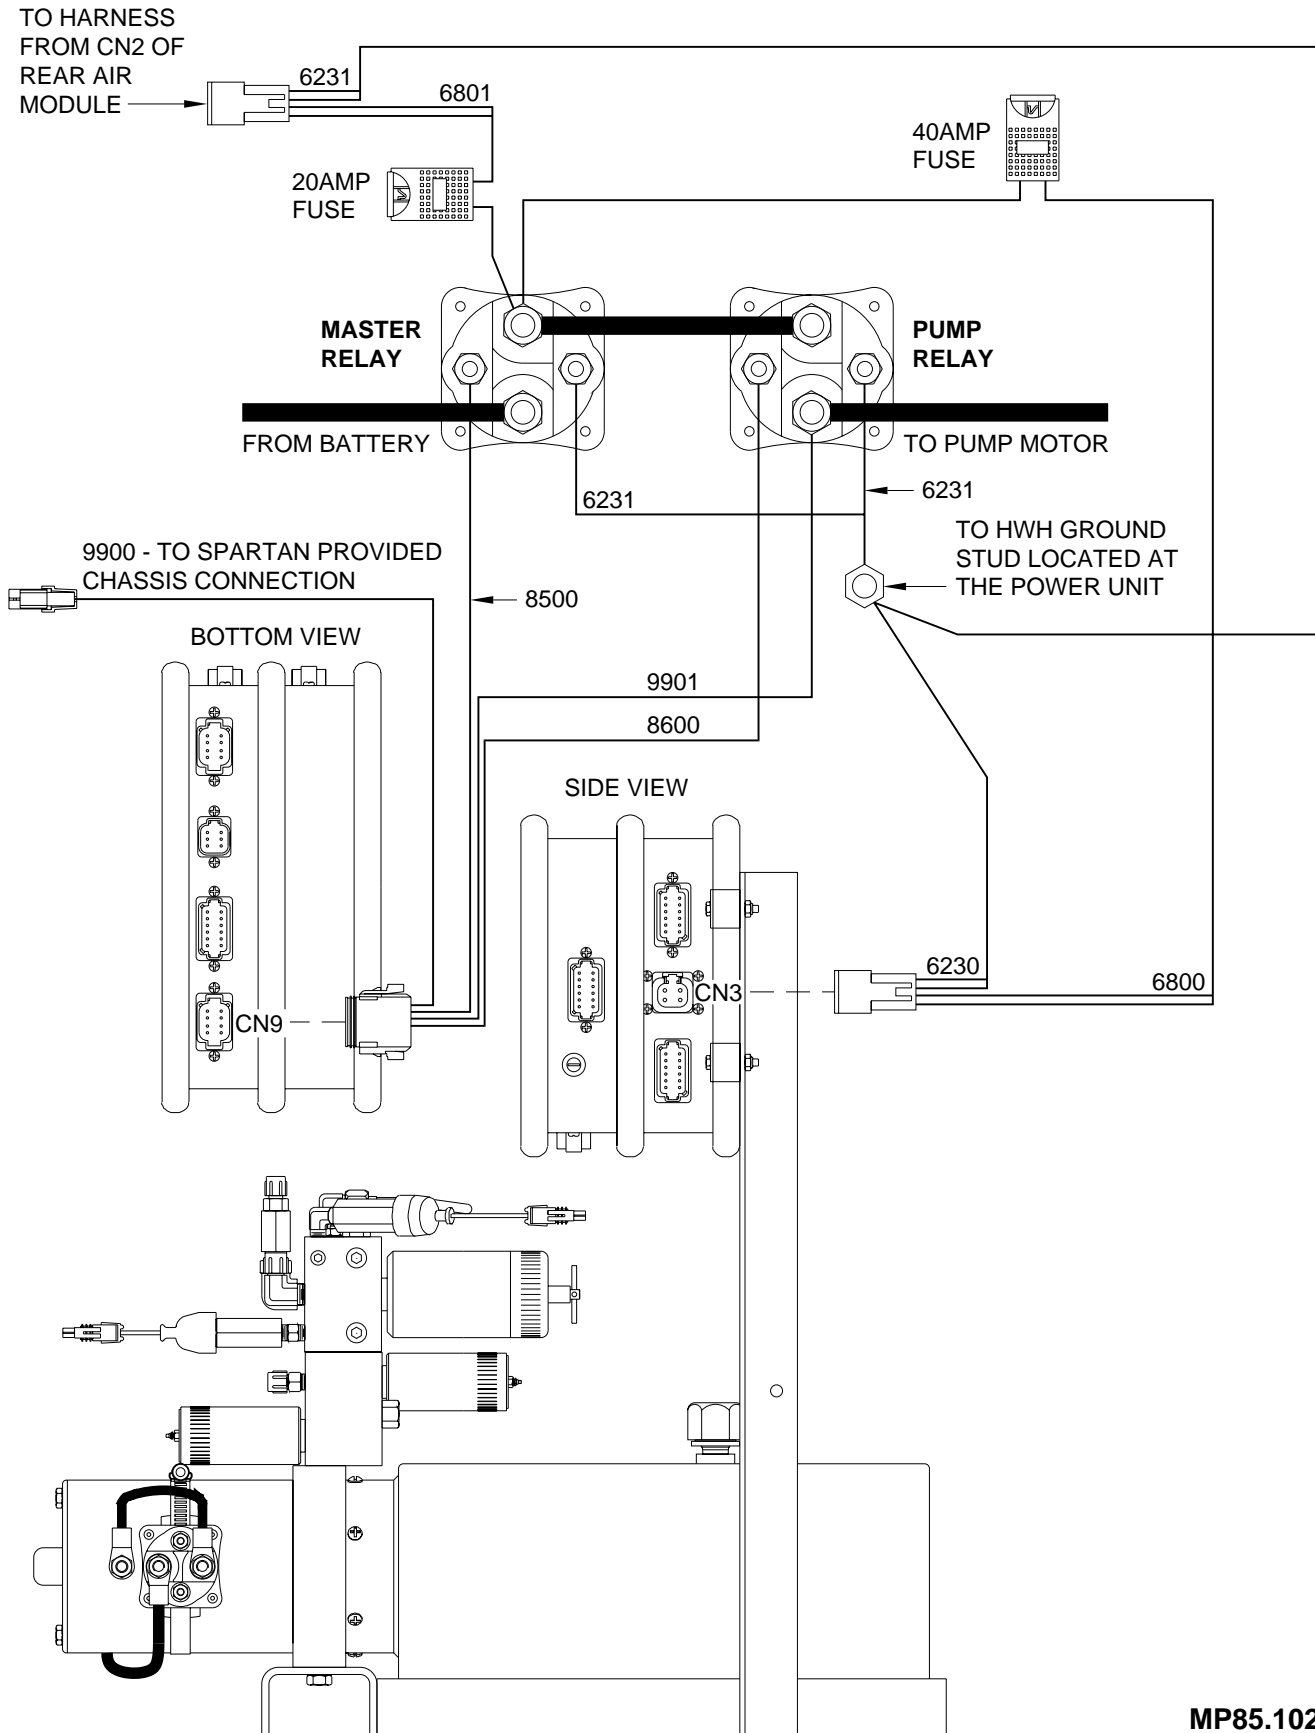 TO HARNESS
FROM CN2 OF
REAR AIR
MODULE
6231
6801
40AMP
FUSE
20AMP
FUSE
MASTER
RELAY
PUMP
RELAY
FROM BATTERY
TO PUMP MOTOR
6231
6231
TO HWH GROUND
STUD LOCATED AT
THE POWER UNIT
9900 - TO SPARTAN PROVIDED
CHASSIS CONNECTION
8500
BOTTOM VIEW
9901
8600
SIDE VIEW
6230
6800
CN3
CN9
MP85.102